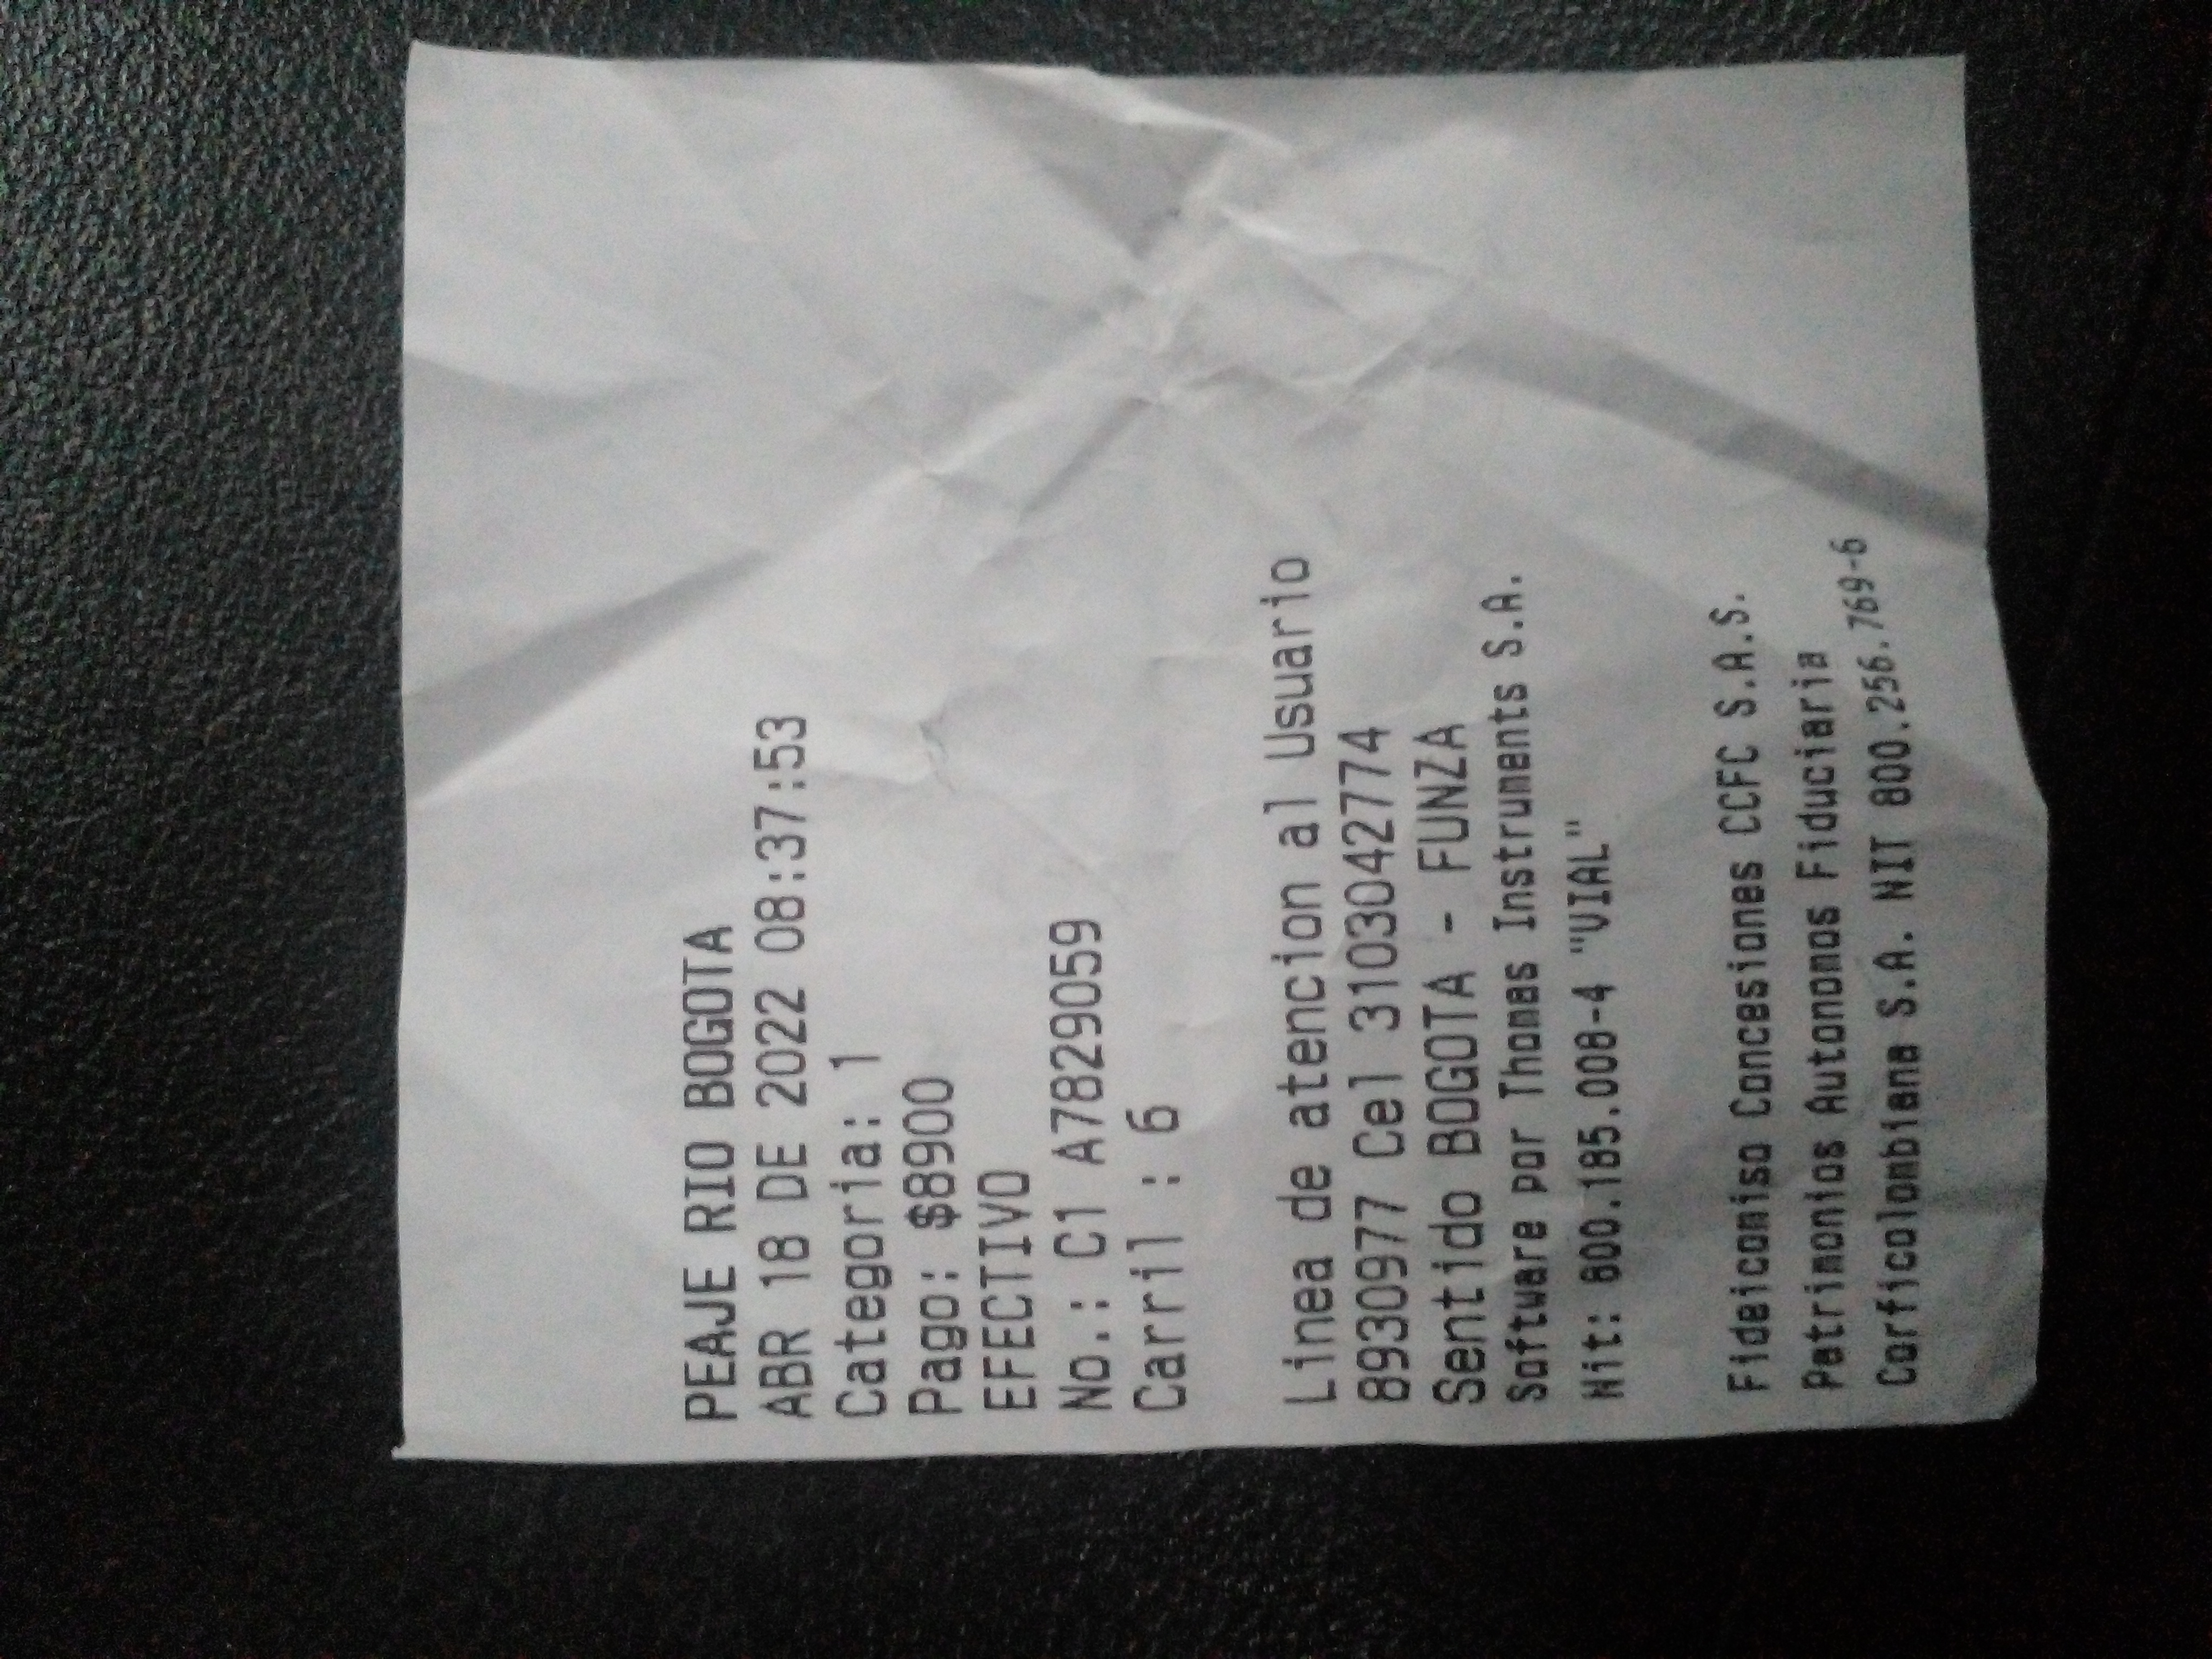 PEAJE RIO BOGOTA
ABR 18 DE 2022 08:37:53
Categoria: 1
Pago: $8900
EFECTIVO
No.: C1 A7829059
Carril : 6
Linea de atencion al Usuario
8930977 Cel 3103042774
Sentido BOGOTA - FUNZA
Software por Thomas Instruments S.A.
Nit: 800.185.008-4 "VIAL"
Fideicomiso Concesiones CCFC S.A.S.
Patrimonios Autonomos Fiduciaria
Corficolombiana S.A. NIT 800.256.769-6